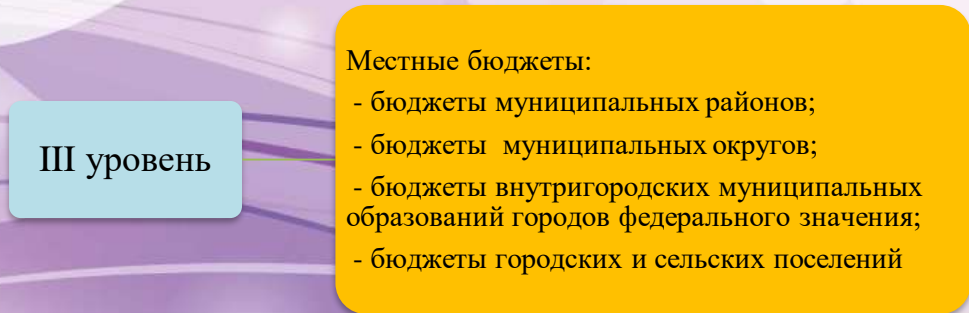 III уровень
Местные бюджеты:
- бюджеты муниципальных районов;
- бюджеты муниципальных округов;
- бюджеты внутригородских муниципальных
образований городов федерального значения;
- бюджеты городских и сельских поселений